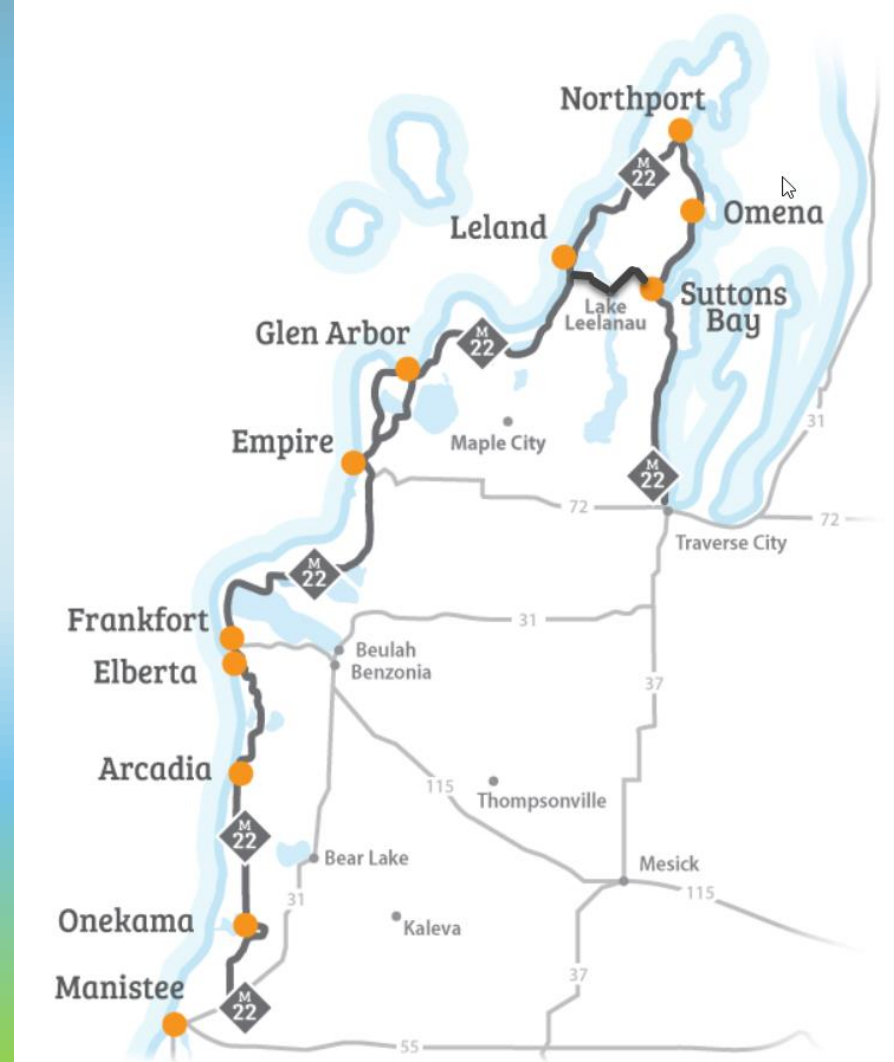 Northport
M
22
Omena
Leland
Suttons
Bay
Lake
Leelanau
Glen Arbor
M
22
31
Maple City
Empire
M
22
72
72
Traverse City
M
22
Frankfort
31
Beulah
Elberta
Benzonia
37
Arcadia
115
Thompsonville
M
22
Bear Lake
Mesick
115
31
Onekama
Kaleva
37
Manistee
M
22
55